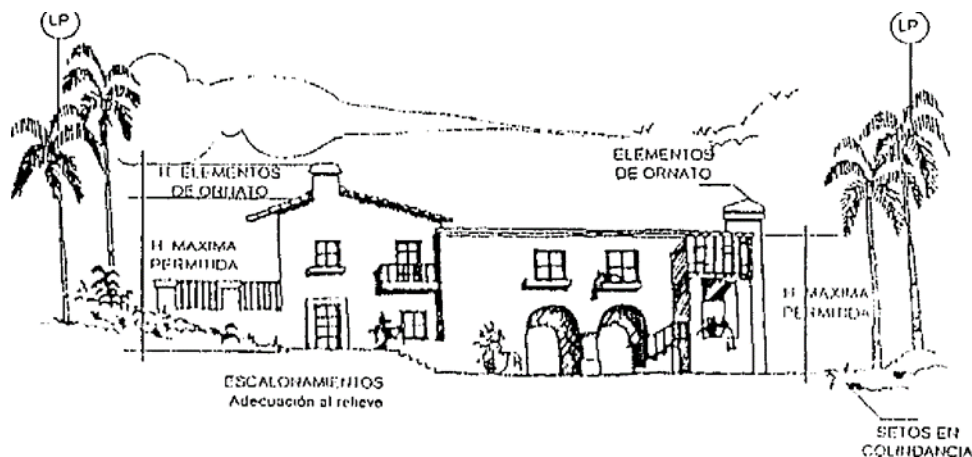 LP
LP
H. ELEMENTOS
DE ORNATO
ELEMENTOS
DE ORNATO
H. MAXIMA
PERMITIDA
H. MAXIMA
PERMITIDA
ESCALONAMIENTOS
Adecuación al relieve
SETOS EN
COLINDANCIA